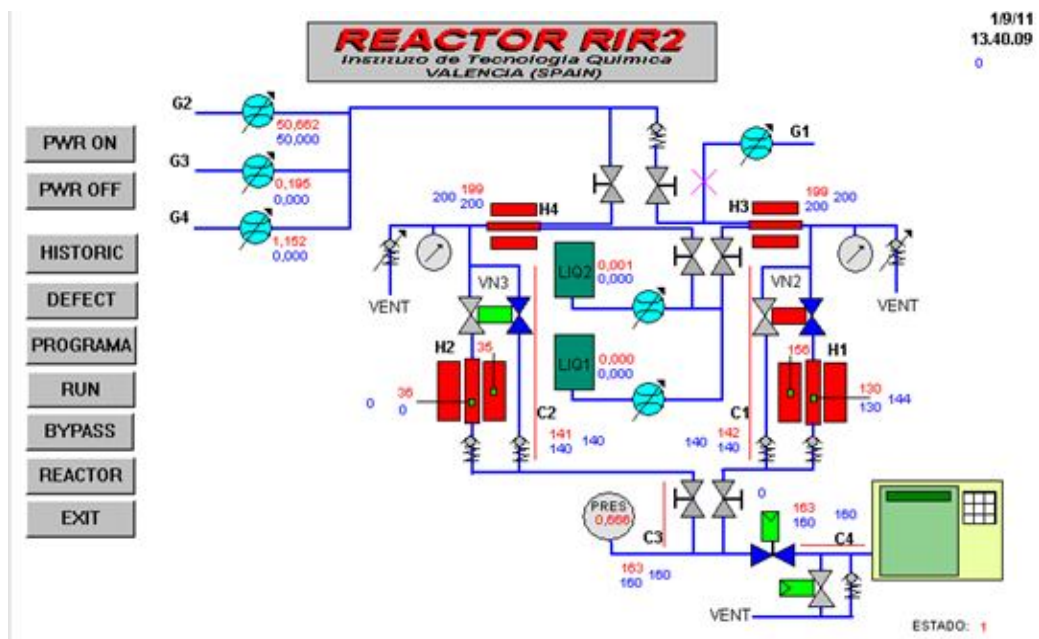 REACTOR RIR2
Instituto de Tecnología Química
VALENCIA (SPAIN)
1/9/11
13.40.09
0
PWR ON
PWR OFF
HISTORIC
DEFECT
PROGRAMA
RUN
BYPASS
REACTOR
EXIT
G2
50,662
50,000
G3
0,195
0,000
G4
1,152
0,000
G1
200 199
200
H4
H3
199
200 200
VENT
VN3
LIQ2
0,001
0,000
VN2
VENT
LIQ1
0,000
0,000
H2
35
0 36
0
156
H1
130
130 144
C2
141
140 140
C1
142
140 140
PRES
0,666
C3
163
160 160
0
163
160 160
C4
VENT
ESTADO: 1